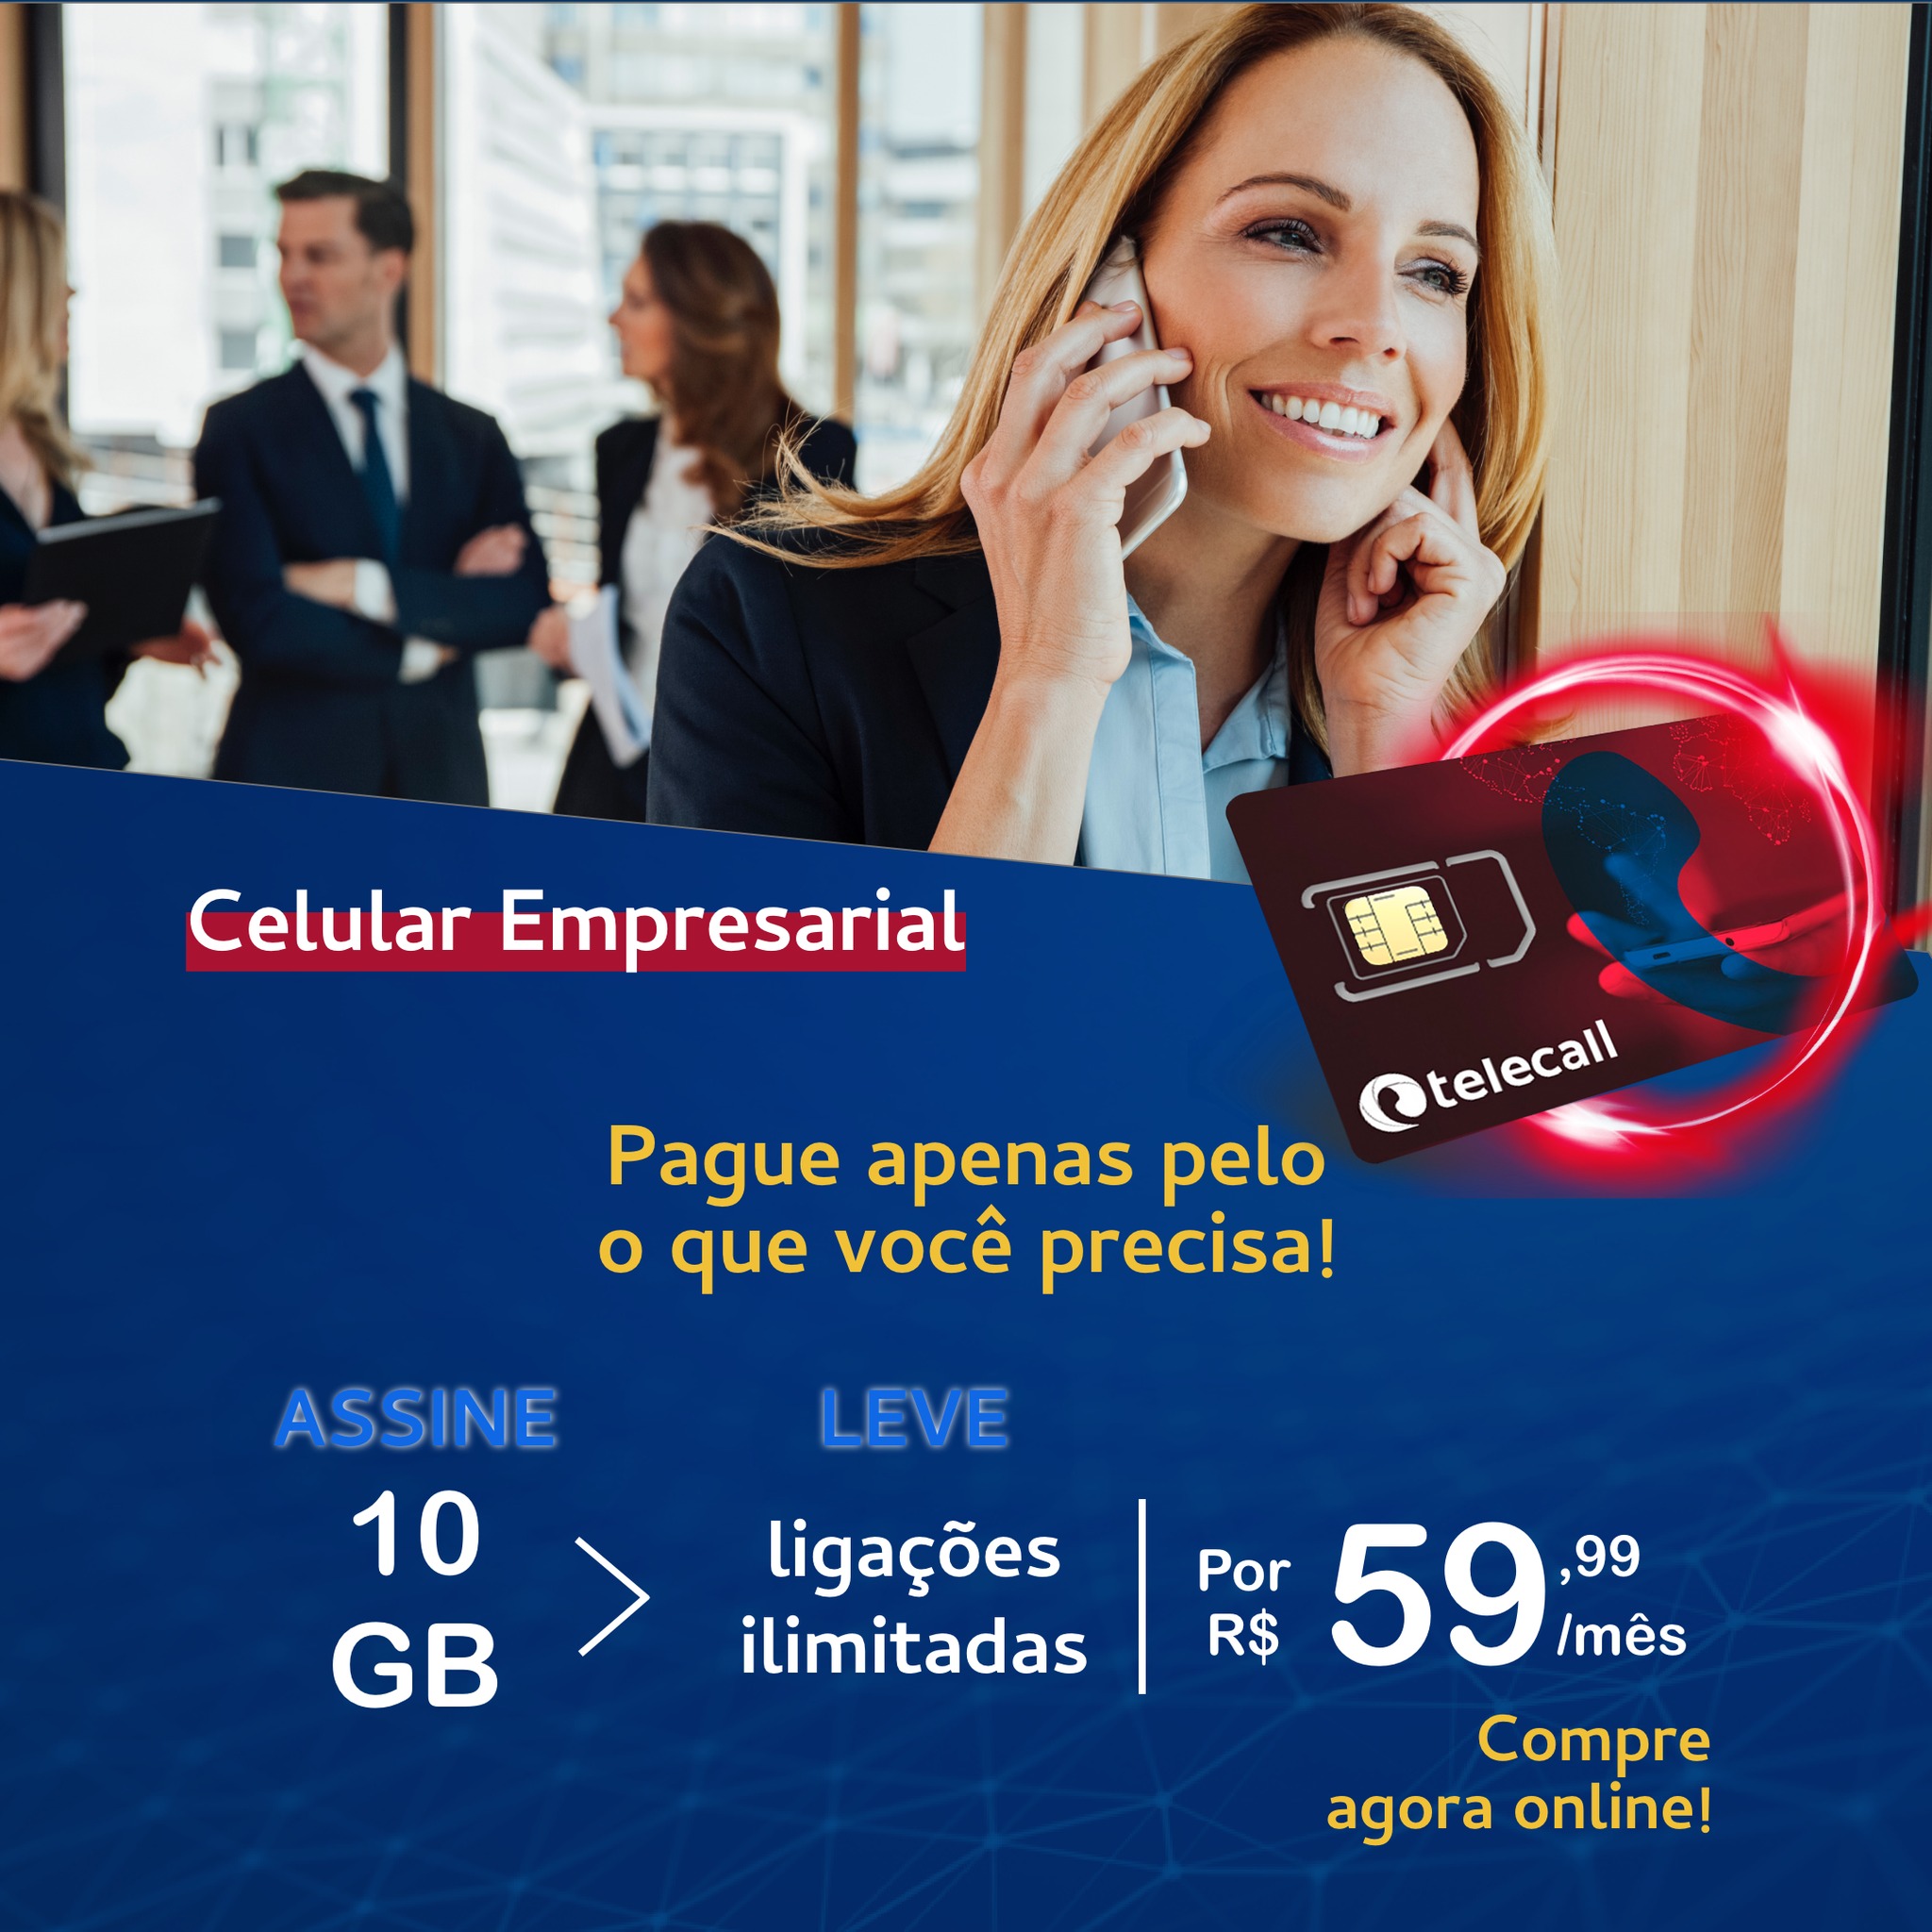 telecall
Celular Empresarial
Pague apenas pelo
o que você precisa!
ASSINE
10
GB
LEVE
ligações
ilimitadas
Por
R$
59,99
/mês
Compre
agora online!